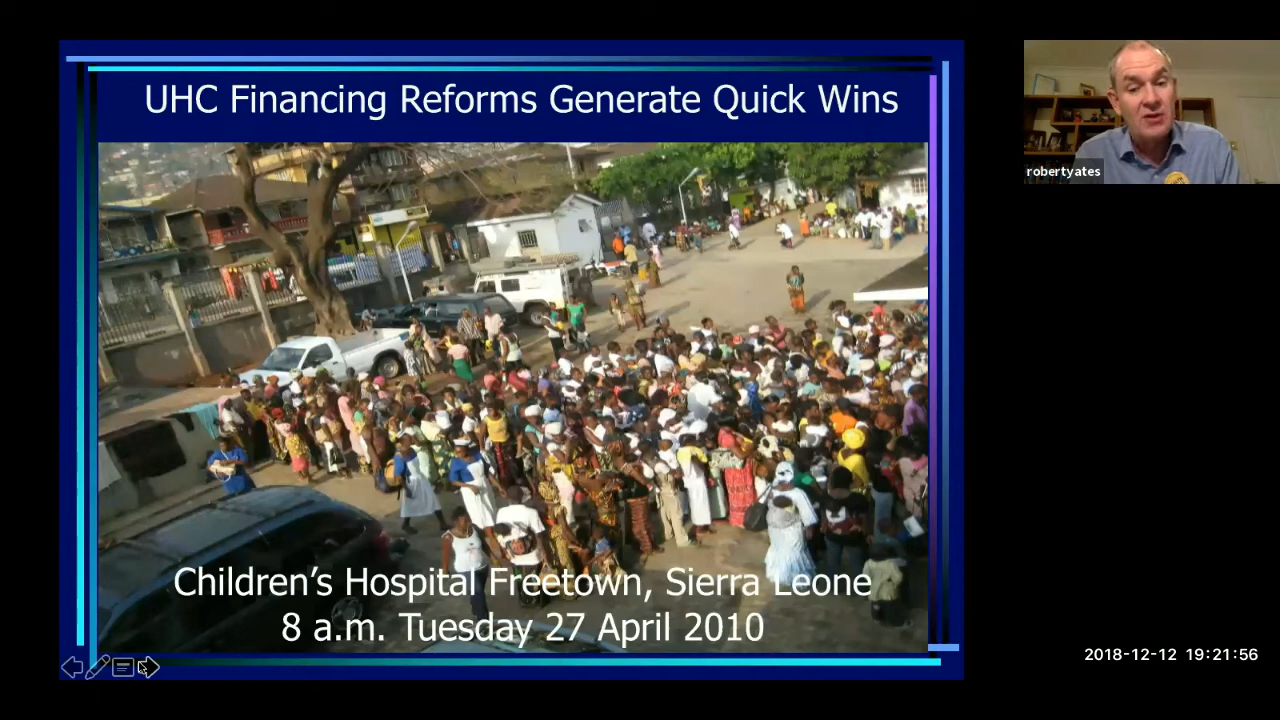 UHC Financing Reforms Generate Quick Wins
robertyates
Children's Hospital Freetown, Sierra Leone
8 a.m. Tuesday 27 April 2010
2018-12-12 19:21:56